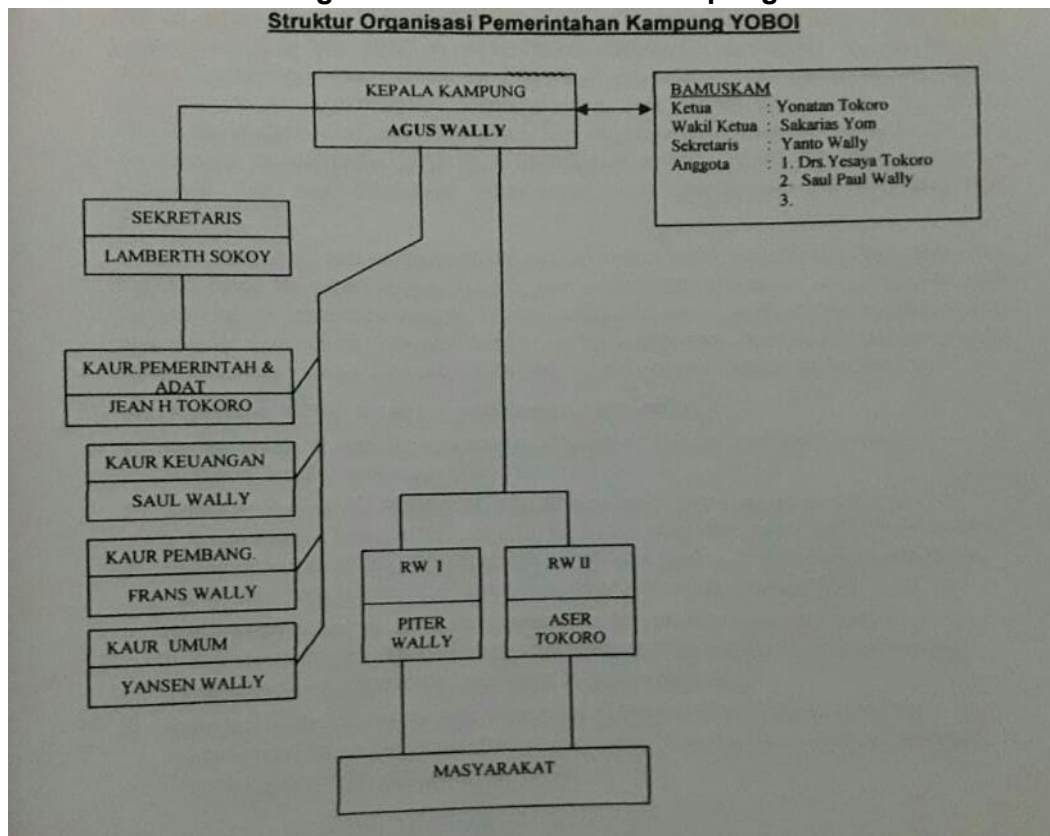 Struktur Organisasi Pemerintahan Kampung YOBOI
KEPALA KAMPUNG
AGUS WALLY
BAMUSKAM
Ketua : Yonatan Tokoro
Wakil Ketua : Sakarias Yom
Sekretaris : Yanto Wally
Anggota : 1. Drs. Yesaya Tokoro
2. Saul Paul Wally
3.
SEKRETARIS
LAMBERTH SOKOY
KAUR.PEMERINTAH &
ADAT
JEAN H TOKORO
KAUR KEUANGAN
SAUL WALLY
KAUR PEMBANG.
FRANS WALLY
KAUR UMUM
YANSEN WALLY
RW I
PITER
WALLY
RW II
ASER
TOKORO
MASYARAKAT